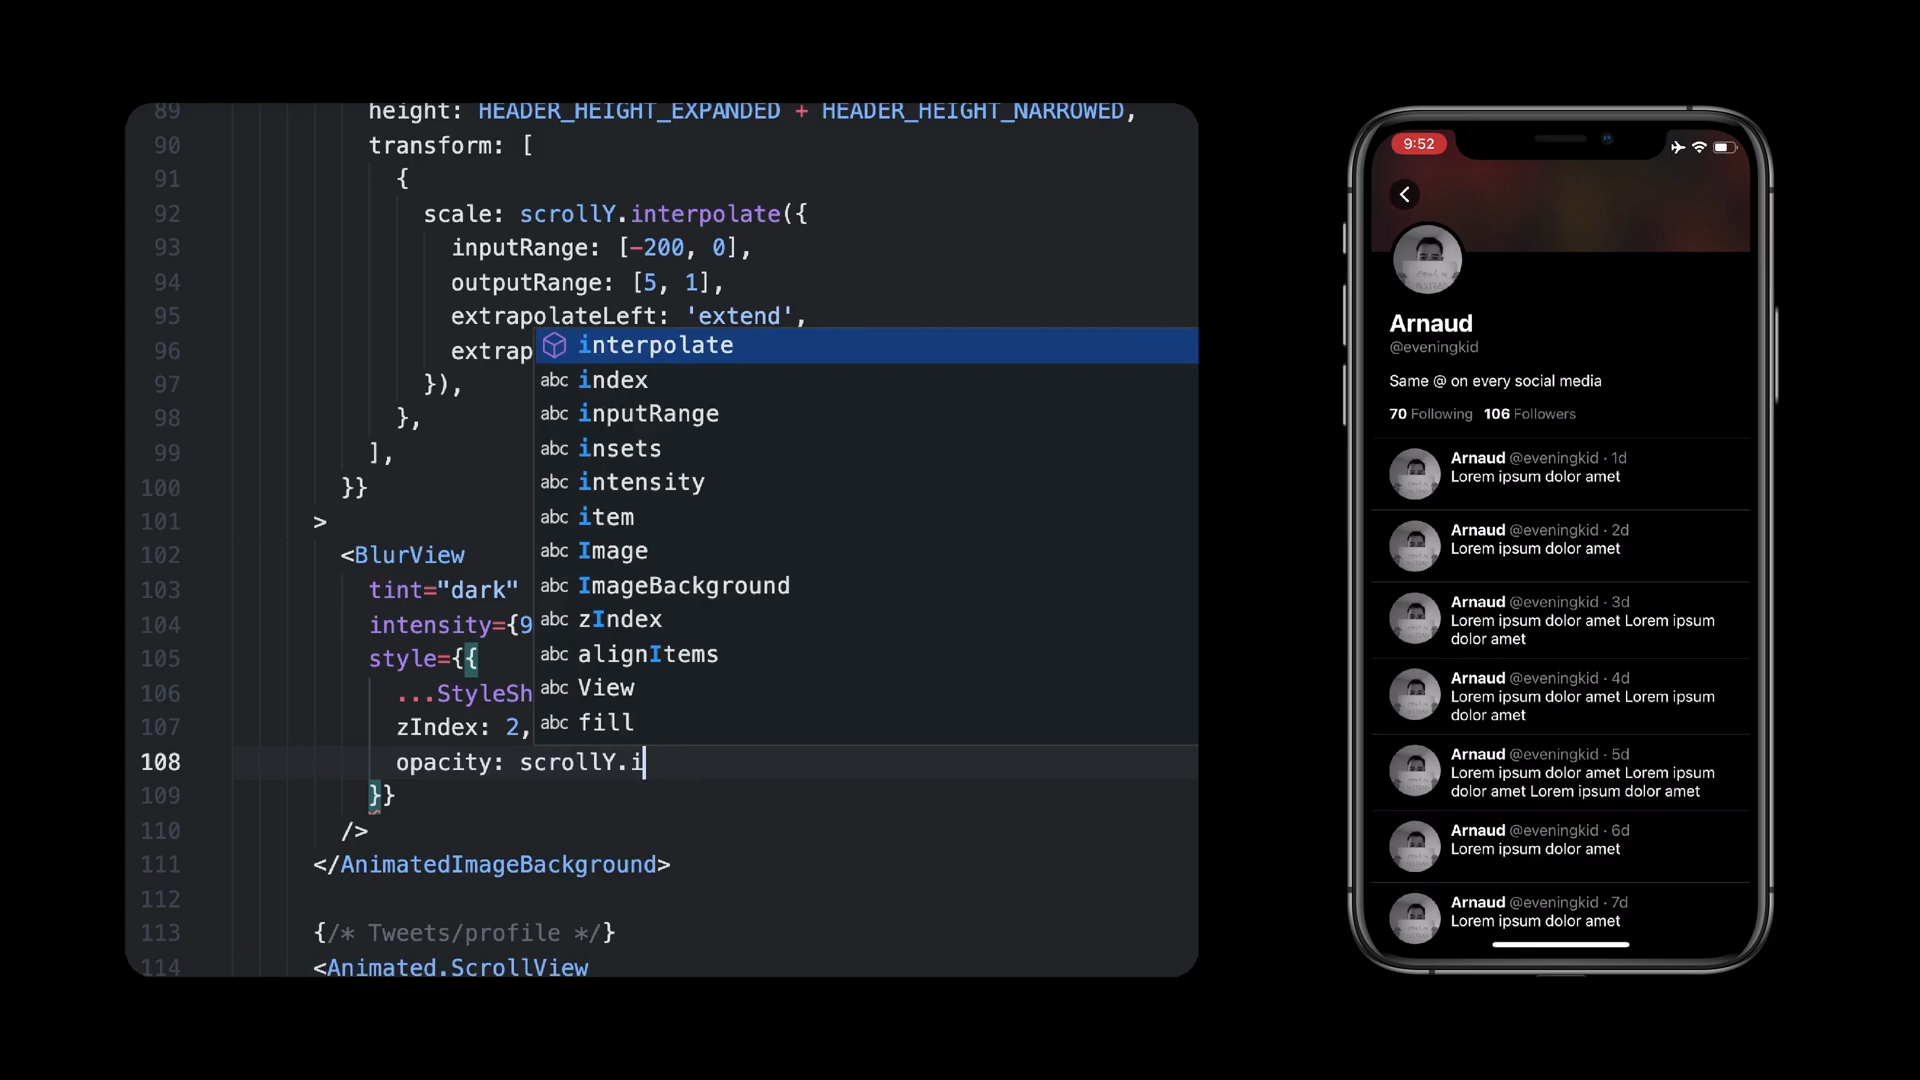 89 height: HEADER_HEIGHT_EXPANDED + HEADER_HEIGHT_NARROWED,
90 transform: [
91 {
92 scale: scrollY.interpolate({
93 inputRange: [-200, 0],
94 outputRange: [5, 1],
95 extrapolateLeft: 'extend',
96 extrap
97 }),
98 },
99 ],
100 }}
101 >
102 <BlurView
103 tint="dark"
104 intensity={9
105 style={{
106 ...StyleSh
107 zIndex: 2,
108 opacity: scrollY.i
109 }}
110 />
111 </AnimatedImageBackground>
112
113 {/* Tweets/profile */}
114 <Animated.ScrollView
interpolate
abc index
abc inputRange
abc insets
abc intensity
abc item
abc Image
abc ImageBackground
abc zIndex
abc alignItems
abc View
abc fill
9:52
Arnaud
@eveningkid
Same @ on every social media
70 Following 106 Followers
Arnaud @eveningkid · 1d
Lorem ipsum dolor amet
Arnaud @eveningkid · 2d
Lorem ipsum dolor amet
Arnaud @eveningkid · 3d
Lorem ipsum dolor amet Lorem ipsum
dolor amet
Arnaud @eveningkid · 4d
Lorem ipsum dolor amet Lorem ipsum
dolor amet
Arnaud @eveningkid · 5d
Lorem ipsum dolor amet Lorem ipsum
dolor amet Lorem ipsum dolor amet
Arnaud @eveningkid · 6d
Lorem ipsum dolor amet
Arnaud @eveningkid · 7d
Lorem ipsum dolor amet